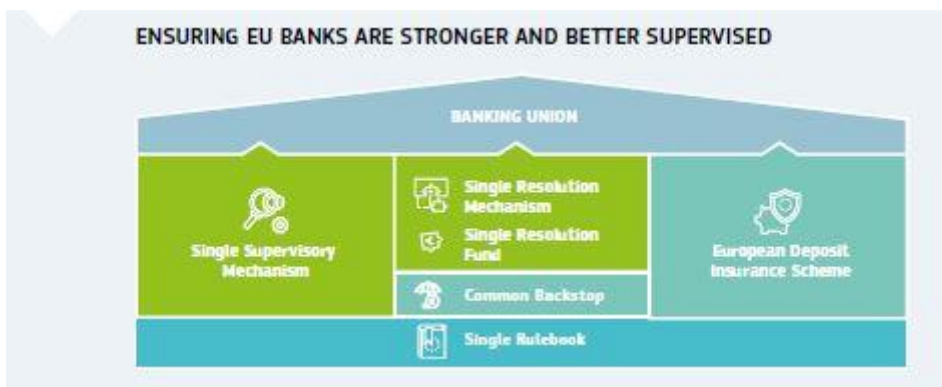 ENSURING EU BANKS ARE STRONGER AND BETTER SUPERVISED
BANKING UNION
Single Supervisory
Mechanism
Single Resolution
Mechanism
Single Resolution
Fund
Common Backstop
European Deposit
Insurance Scheme
Single Rulebook